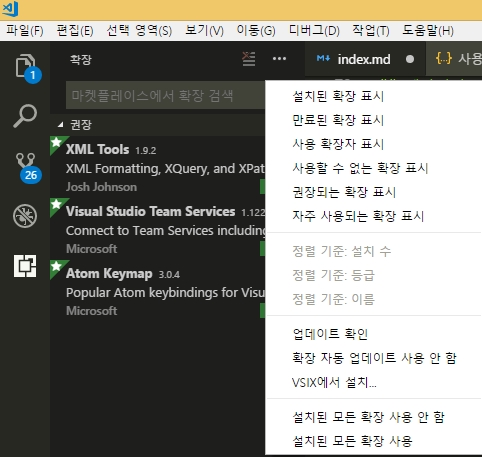 파일(F) 편집(E) 선택 영역(S) 보기(V) 이동(G) 디버그(D) 작업(T) 도움말(H)
확장
index.md
사용
1
마켓플레이스에서 확장 검색
권장
XML Tools 1.9.2
XML Formatting, XQuery, and XPat
Josh Johnson
26
Visual Studio Team Services 1.122
Connect to Team Services including
Microsoft
Atom Keymap 3.0.4
Popular Atom keybindings for Visu
Microsoft
설치된 확장 표시
만료된 확장 표시
사용 확장자 표시
사용할 수 없는 확장 표시
권장되는 확장 표시
자주 사용되는 확장 표시
정렬 기준: 설치 수
정렬 기준: 등급
정렬 기준: 이름
업데이트 확인
확장 자동 업데이트 사용 안 함
VSIX에서 설치...
설치된 모든 확장 사용 안 함
설치된 모든 확장 사용